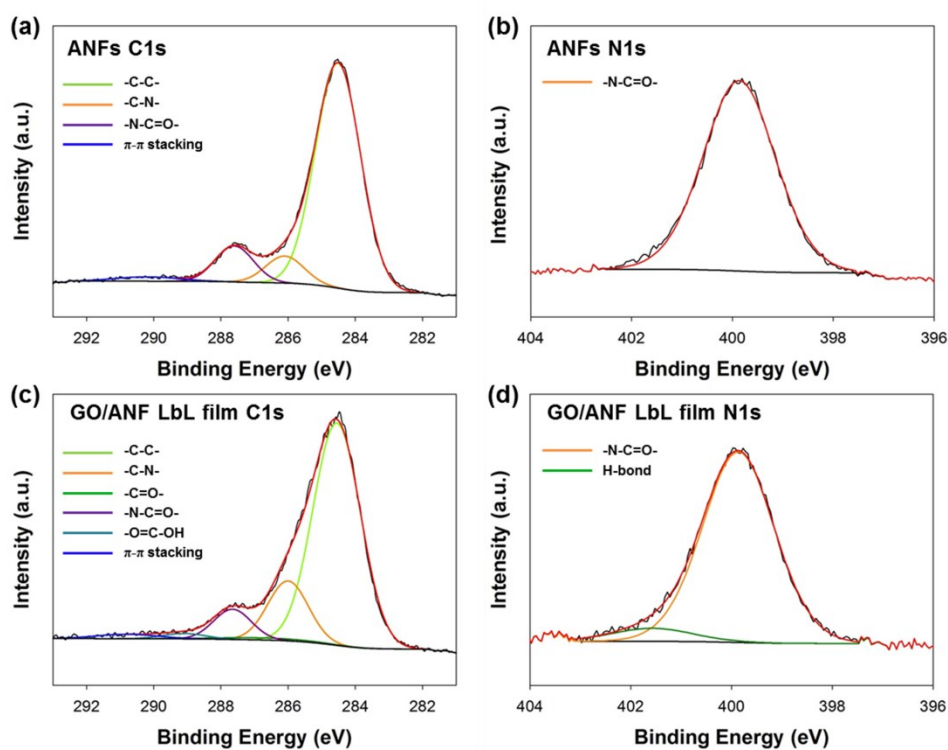 (a)
ANFs C1s
-C-C-
-C-N-
-N-C=O-
π-π stacking
Intensity (a.u.)
292 290 288 286 284 282
Binding Energy (eV)
(b)
ANFs N1s
-N-C=O-
Intensity (a.u.)
404 402 400 398 396
Binding Energy (eV)
(c)
GO/ANF LbL film C1s
-C-C-
-C-N-
-C=O-
-N-C=O-
-O=C-OH
π-π stacking
Intensity (a.u.)
292 290 288 286 284 282
Binding Energy (eV)
(d)
GO/ANF LbL film N1s
-N-C=O-
H-bond
Intensity (a.u.)
404 402 400 398 396
Binding Energy (eV)